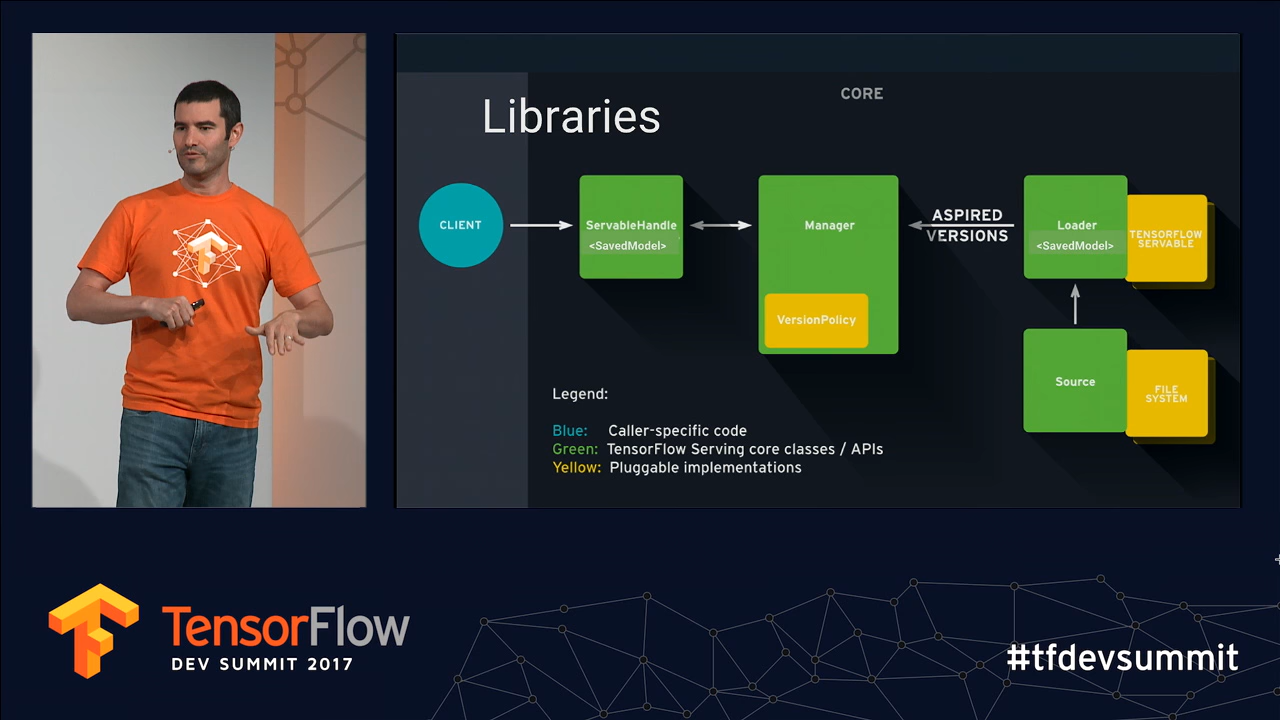 CORE
Libraries
CLIENT
ServableHandle
<SavedModel>
Manager
VersionPolicy
ASPIRED
VERSIONS
Loader
<SavedModel>
TENSORFLOW
SERVABLE
Source
FILE
SYSTEM
Legend:
Blue: Caller-specific code
Green: TensorFlow Serving core classes / APIs
Yellow: Pluggable implementations
TensorFlow
DEV SUMMIT 2017
#tfdevsummit